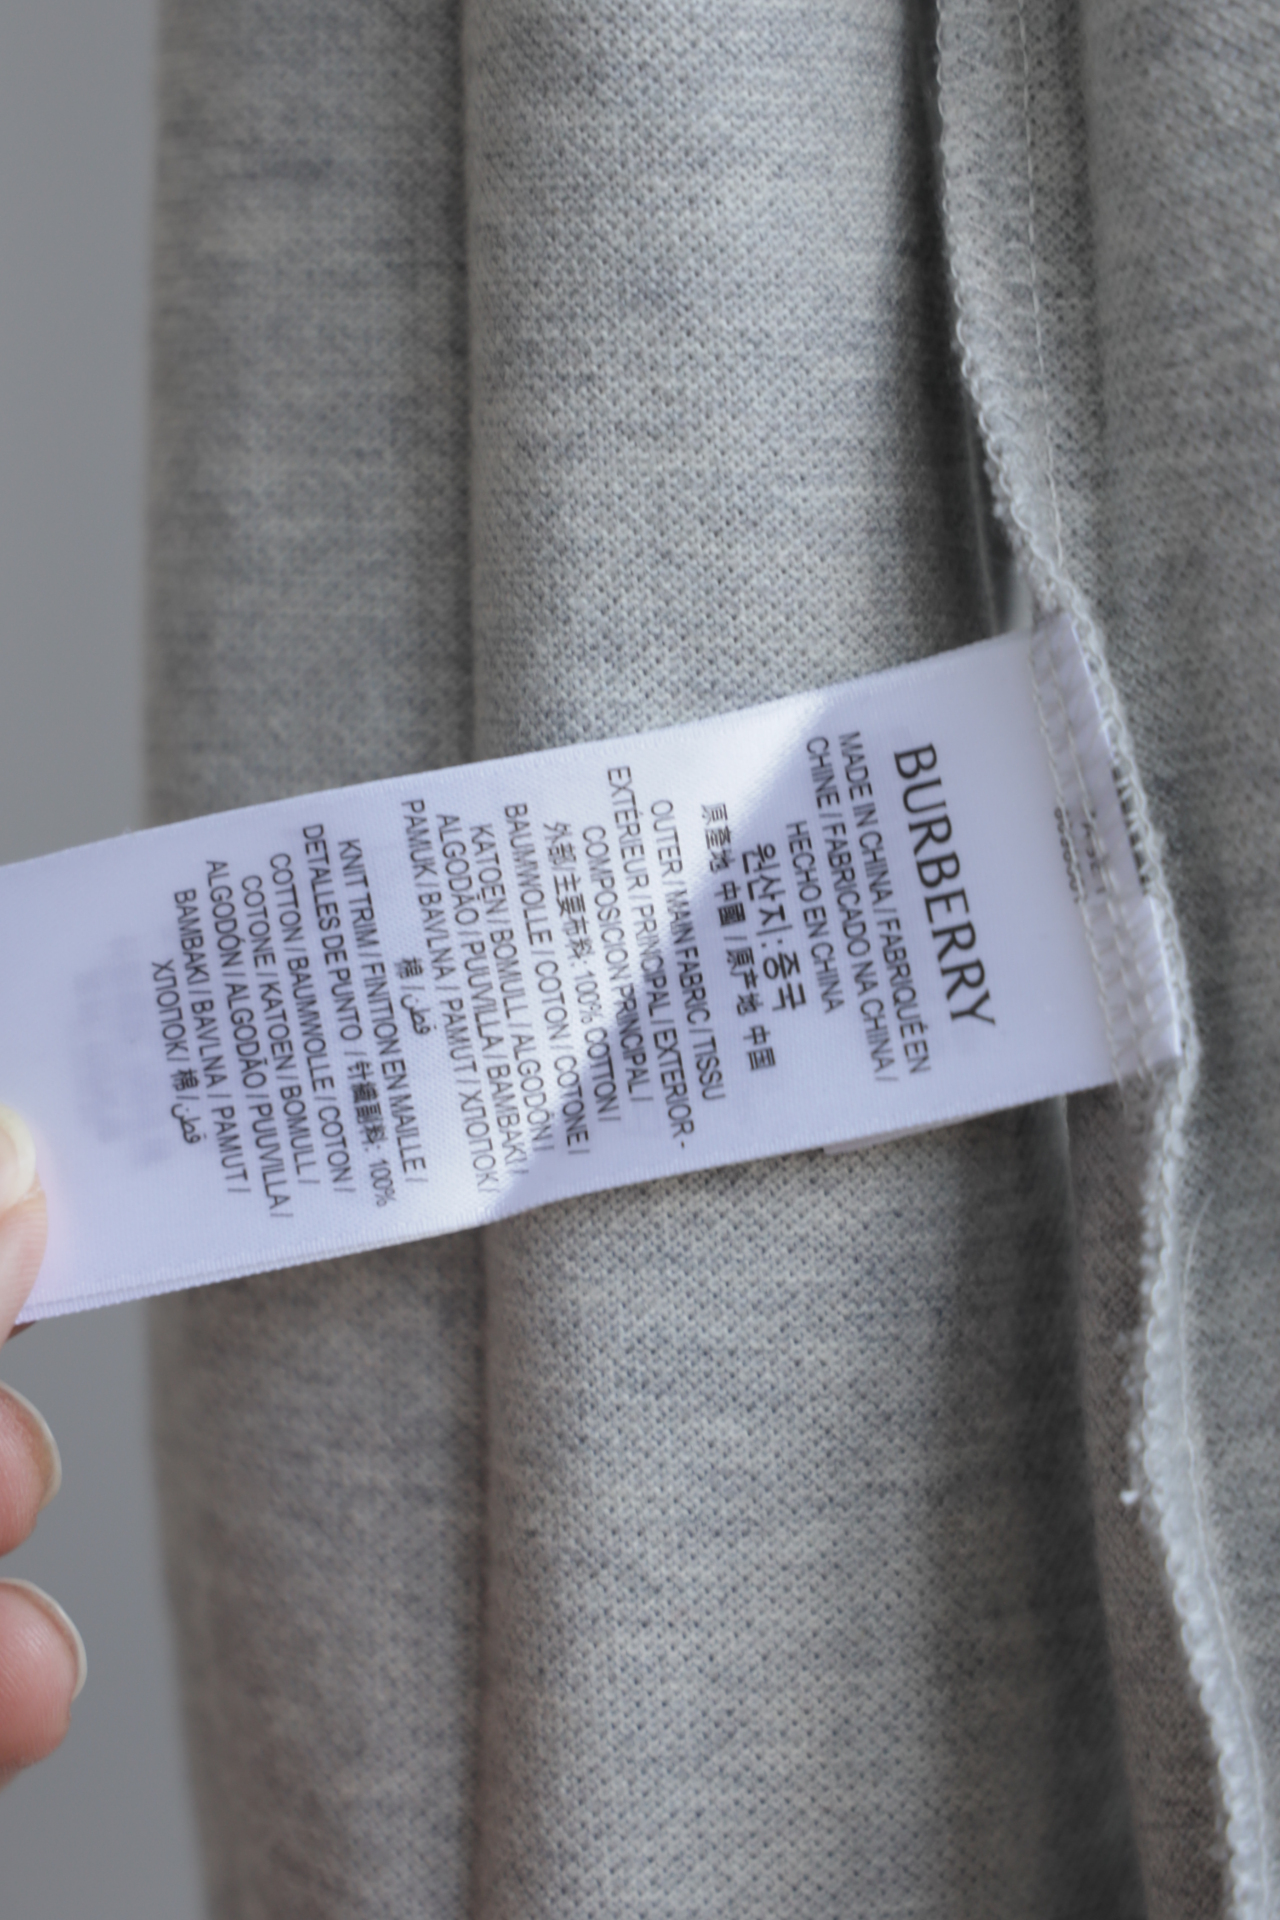 BURBERRY
MADE IN CHINA / FABRIQUÉ EN
CHINE / FABRICADO NA CHINA /
HECHO EN CHINA
원산지: 중국
原產地 中國 / 原产地 中国
OUTER / MAIN FABRIC / TISSU
EXTÉRIEUR / PRINCIPAL / EXTERIOR -
COMPOSICION PRINCIPAL /
外部/主要布料: 100% COTTON /
BAUMWOLLE / COTON / COTONE /
KATOEN / BOMULL / ALGODÓN /
ALGODÃO / PUUVILLA / BAMBAKI /
PAMUK / BAVLNA / PAMUT / ХЛОПОК /
棉 / قطن
KNIT TRIM / FINITION EN MAILLE /
DETALLES DE PUNTO / 针織副料: 100%
COTTON / BAUMWOLLE / COTON /
COTONE / KATOEN / BOMULL /
ALGODÓN / ALGODÃO / PUUVILLA /
BAMBAKI / BAVLNA / PAMUT /
ХЛОПОК / 棉 / قطن